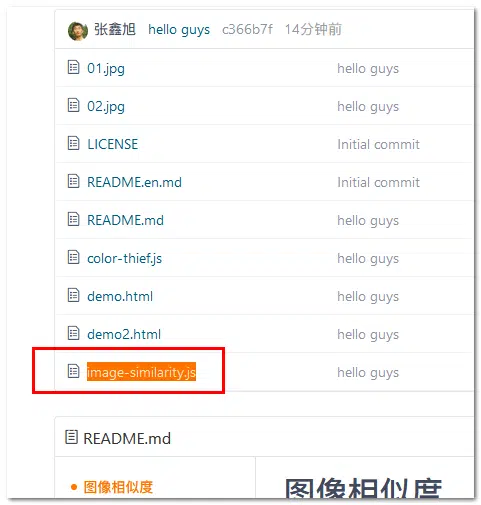 张鑫旭 hello guys c366b7f 14分钟前
01.jpg hello guys
02.jpg hello guys
LICENSE Initial commit
README.en.md Initial commit
README.md hello guys
color-thief.js hello guys
demo.html hello guys
demo2.html hello guys
image-similarity.js hello guys
README.md
图像相似度
图像相似度